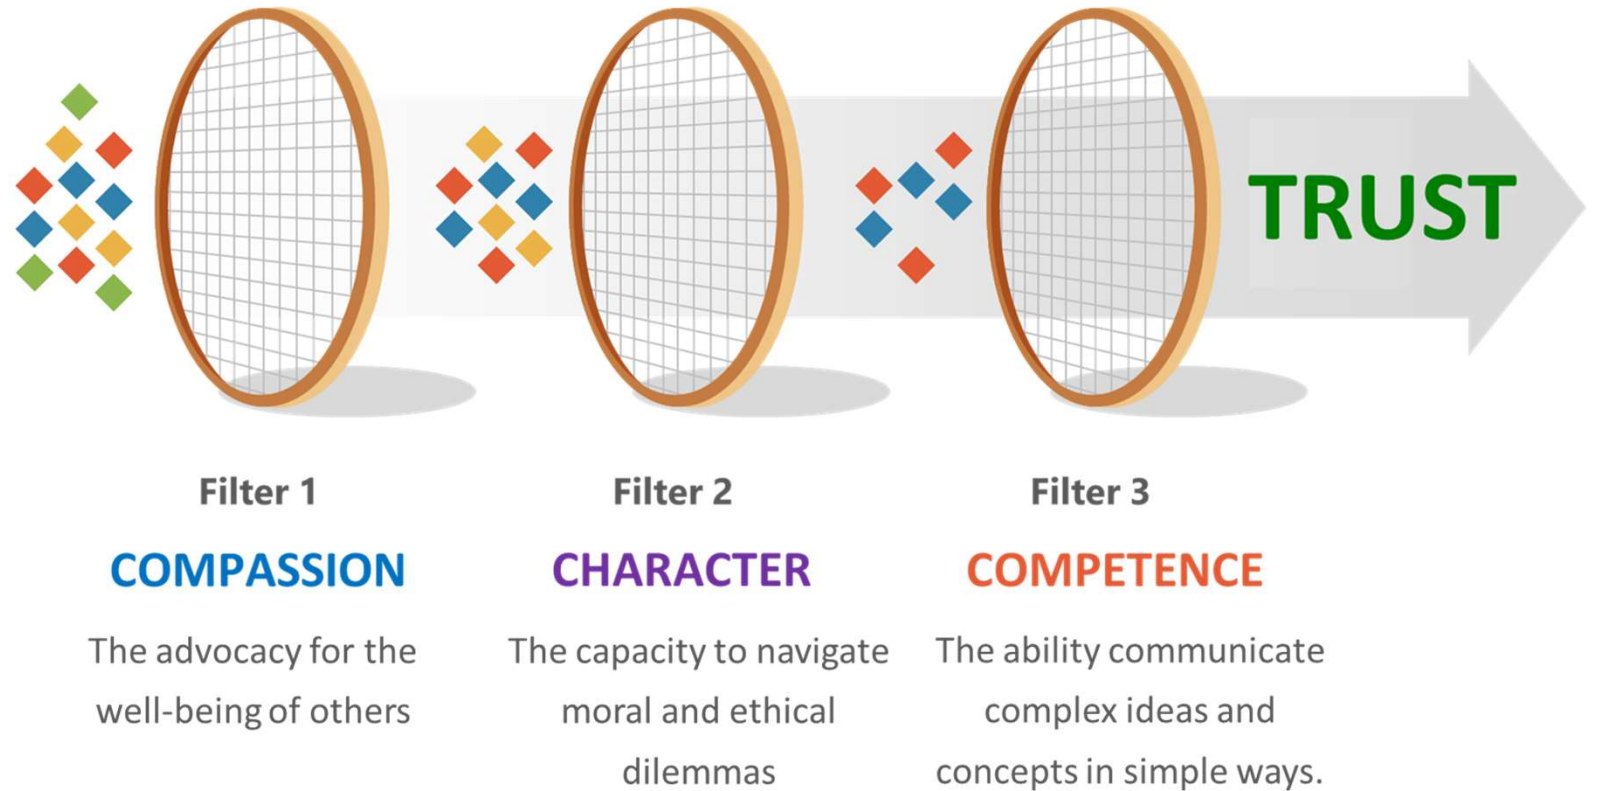 TRUST
Filter 1
COMPASSION
The advocacy for the
well-being of others
Filter 2
CHARACTER
The capacity to navigate
moral and ethical
dilemmas
Filter 3
COMPETENCE
The ability communicate
complex ideas and
concepts in simple ways.